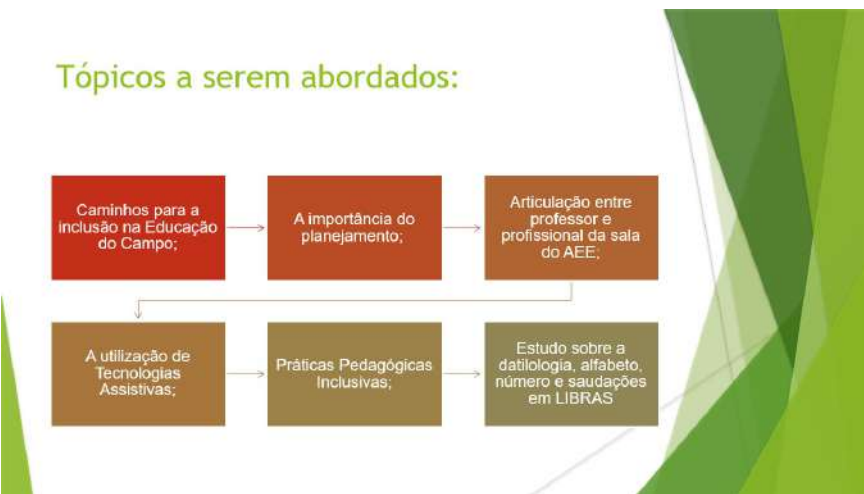 Tópicos a serem abordados:
Caminhos para a
inclusão na Educação
do Campo;
A importância do
planejamento;
Articulação entre
professor e
profissional da sala
do AEE;
A utilização de
Tecnologias
Assistivas;
Práticas Pedagógicas
Inclusivas;
Estudo sobre a
datilologia, alfabeto,
número e saudações
em LIBRAS